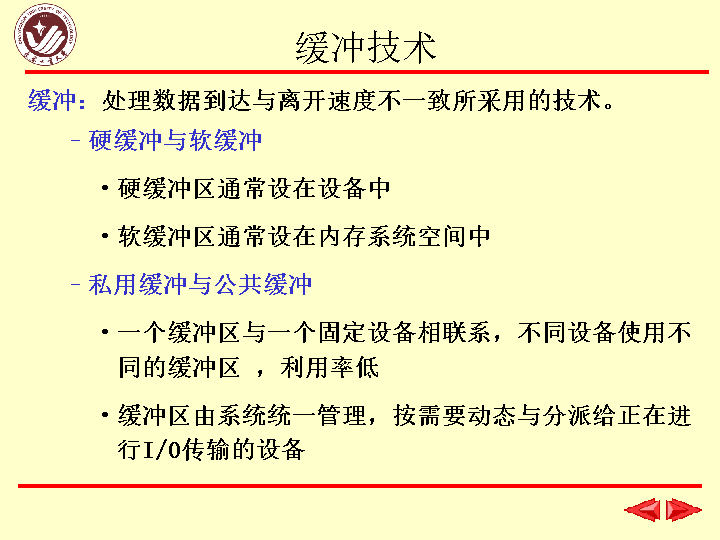 缓冲技术
缓冲：处理数据到达与离开速度不一致所采用的技术。
–硬缓冲与软缓冲
•硬缓冲区通常设在设备中
•软缓冲区通常设在内存系统空间中
–私用缓冲与公共缓冲
•一个缓冲区与一个固定设备相联系，不同设备使用不
同的缓冲区 ，利用率低
•缓冲区由系统统一管理，按需要动态与分派给正在进
行I/O传输的设备